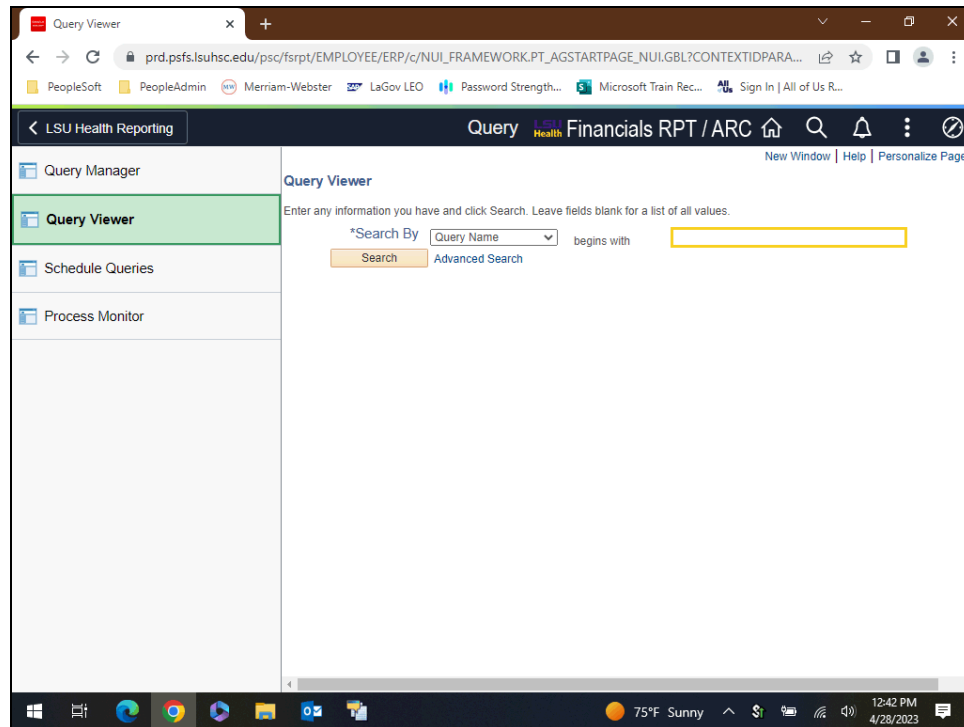 Query Viewer
prd.psfs.lsuhsc.edu/psc/fsrpt/EMPLOYEE/ERP/c/NUI_FRAMEWORK.PT_AGSTARTPAGE_NUI.GBL?CONTEXTIDPARA...
PeopleSoft PeopleAdmin MW Merriam-Webster SAP LaGov LEO Password Strength... S Microsoft Train Rec... All Us Sign In | All of Us R...
LSU Health Reporting Query LSU Health Financials RPT / ARC
New Window | Help | Personalize Page
Query Manager
Query Viewer
Schedule Queries
Process Monitor
Query Viewer
Enter any information you have and click Search. Leave fields blank for a list of all values.
*Search By Query Name begins with
Search Advanced Search
75°F Sunny 12:42 PM
4/28/2023